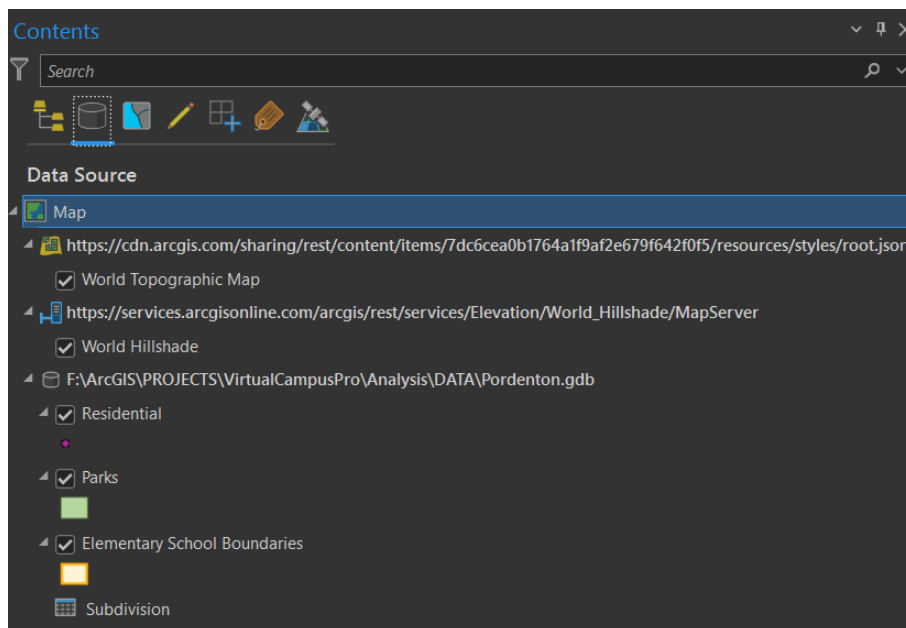 Contents
Search
Data Source
Map
https://cdn.arcgis.com/sharing/rest/content/items/7dc6cea0b1764a1f9af2e679f642f0f5/resources/styles/root.json
World Topographic Map
https://services.arcgisonline.com/arcgis/rest/services/Elevation/World_Hillshade/MapServer
World Hillshade
F:\ArcGIS\PROJECTS\VirtualCampusPro\Analysis\DATA\Pordenton.gdb
Residential
Parks
Elementary School Boundaries
Subdivision